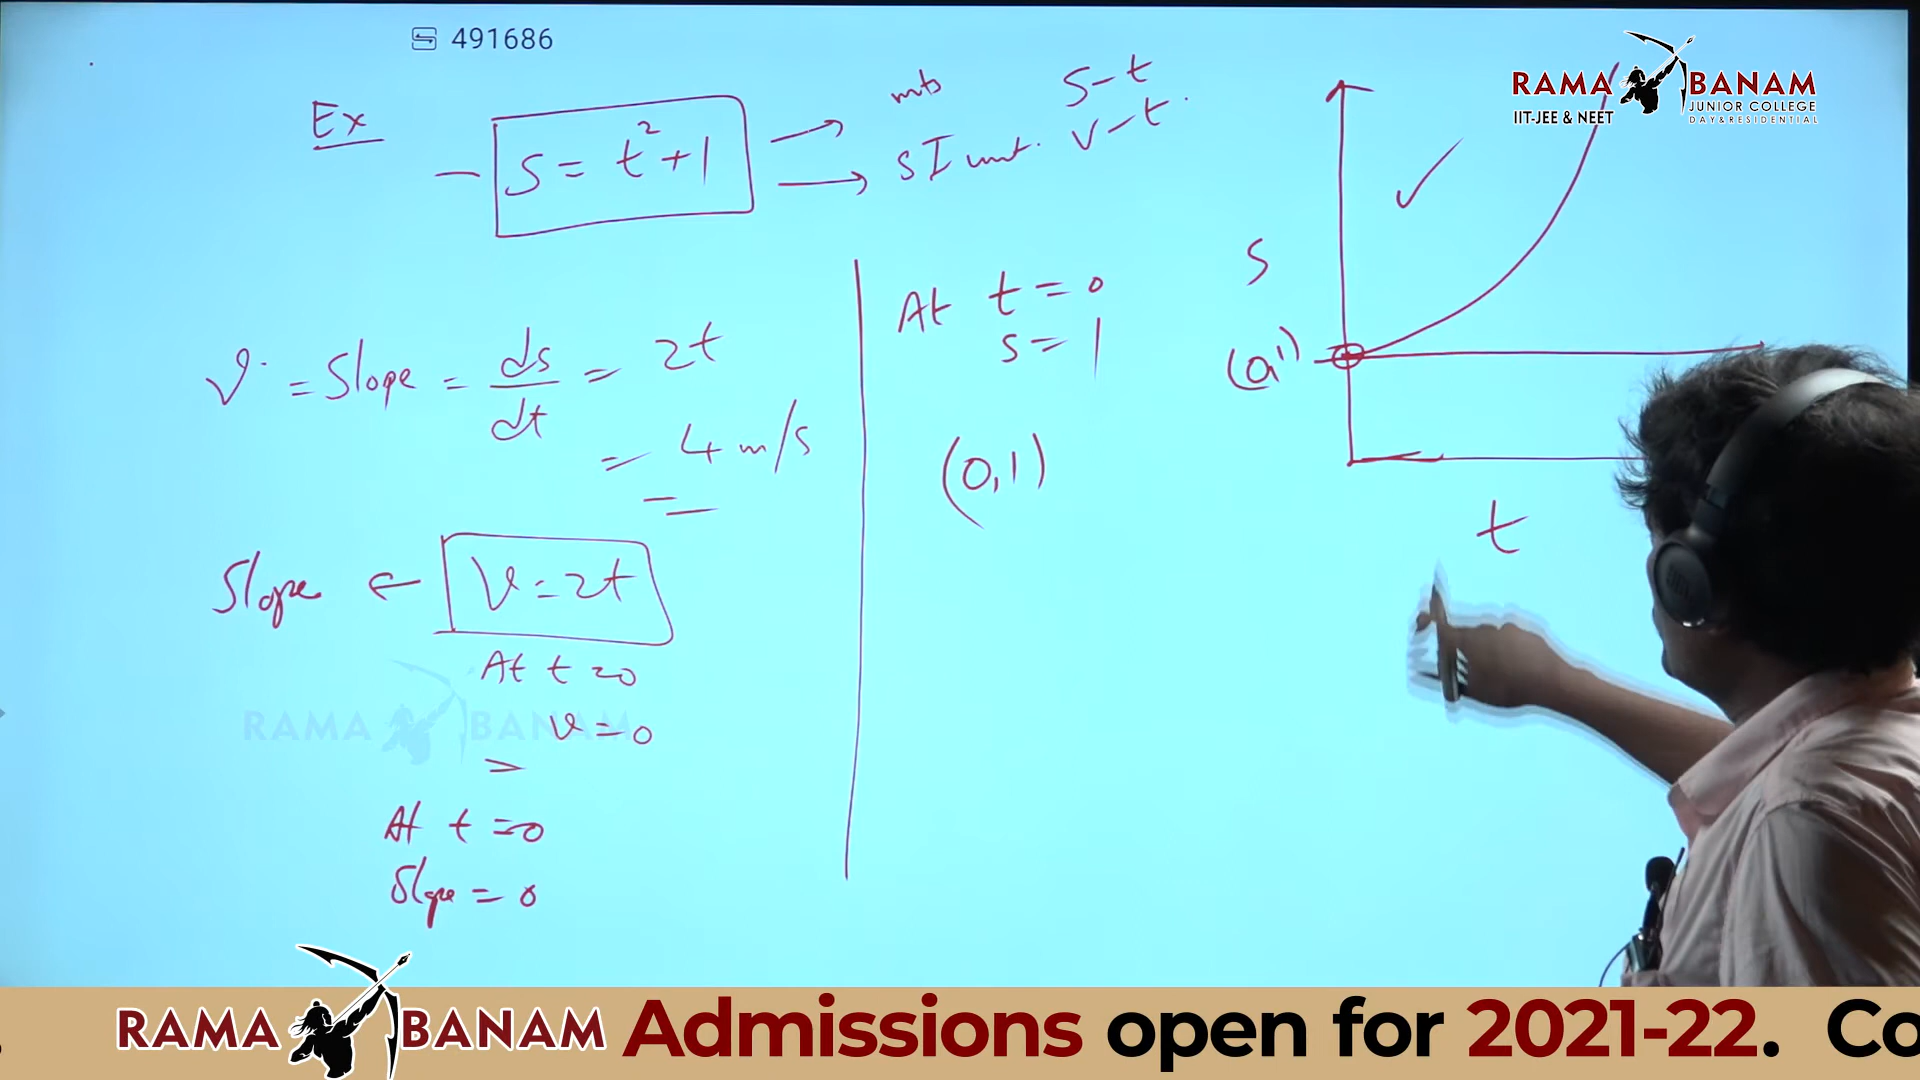 491686
RAMA BANAM
JUNIOR COLLEGE
IIT-JEE & NEET
DAY & RESIDENTIAL
Ex
S = t² + 1
mts
SI unit.
S-t
v-t.
v = Slope = ds/dt = 2t
= 4 m/s
Slope ← V = 2t
At t = 0
v = 0
At t = 0
Slope = 0
At t = 0
s = 1
(0,1)
S
(0,1)
t
RAMA BANAM
RAMA BANAM Admissions open for 2021-22. Co